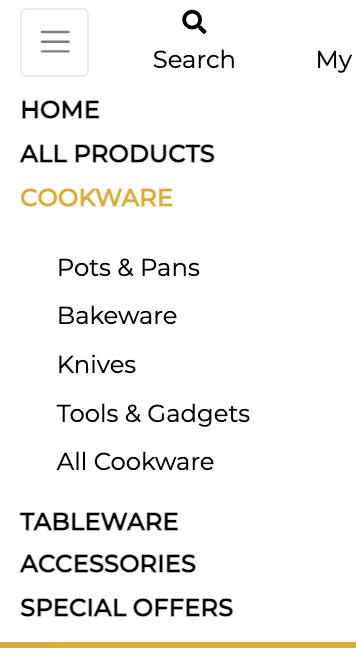 Search
My
HOME
ALL PRODUCTS
COOKWARE
Pots & Pans
Bakeware
Knives
Tools & Gadgets
All Cookware
TABLEWARE
ACCESSORIES
SPECIAL OFFERS